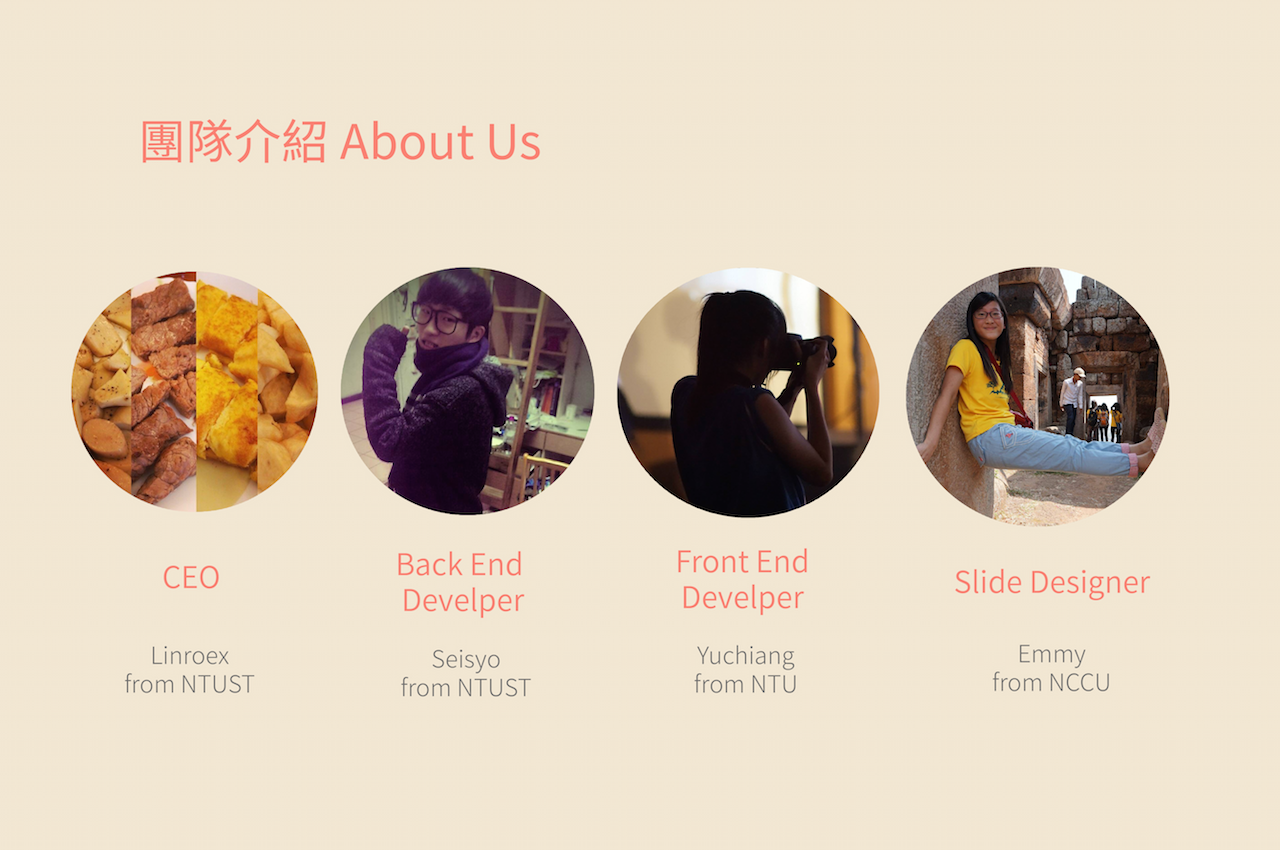 團隊介紹 About Us
CEO
Linroex
from NTUST
Back End
Develper
Seisyo
from NTUST
Front End
Develper
Yuchiang
from NTU
Slide Designer
Emmy
from NCCU